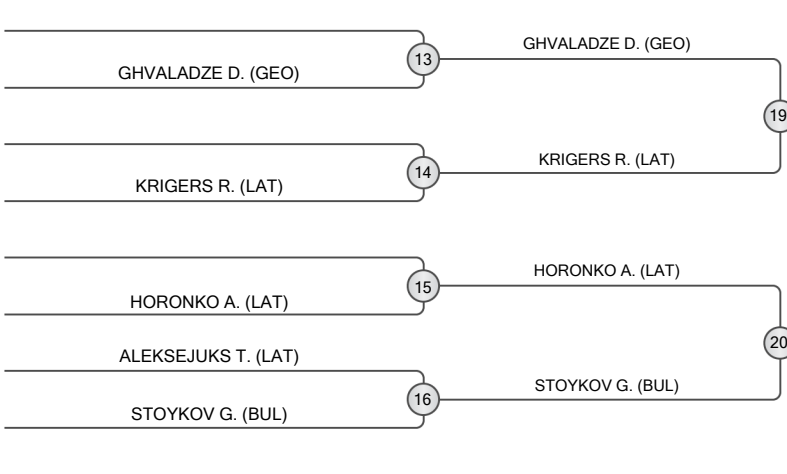 GHVALADZE D. (GEO)
13
GHVALADZE D. (GEO)
19
KRIGERS R. (LAT)
14
KRIGERS R. (LAT)
HORONKO A. (LAT)
15
HORONKO A. (LAT)
20
ALEKSEJUKS T. (LAT)
16
STOYKOV G. (BUL)
STOYKOV G. (BUL)